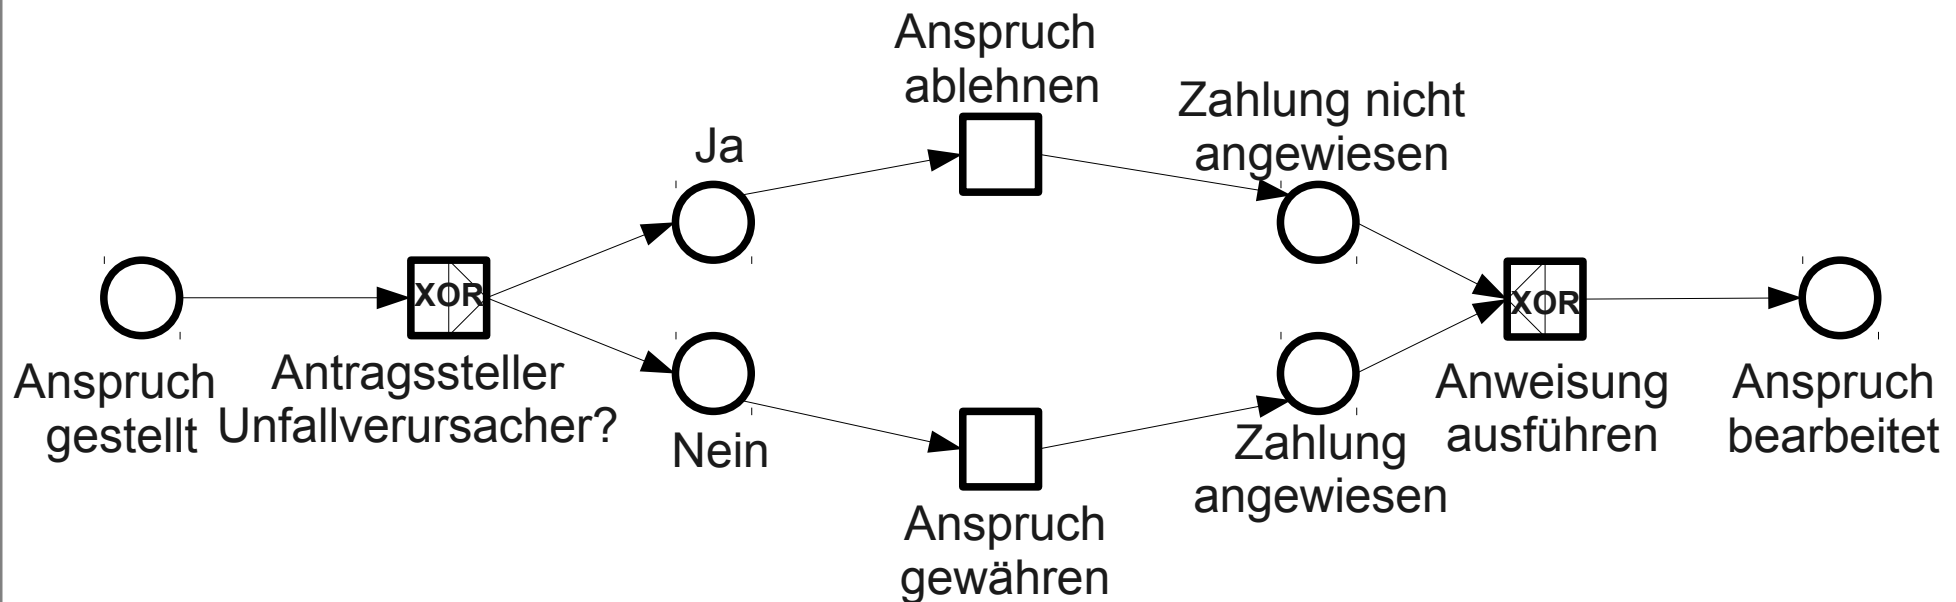 Anspruch
ablehnen
Zahlung nicht
angewiesen
Ja
XOR
XOR
Anspruch
gestellt
Antragssteller
Unfallverursacher?
Nein
Zahlung
angewiesen
Anweisung
ausführen
Anspruch
bearbeitet
Anspruch
gewähren